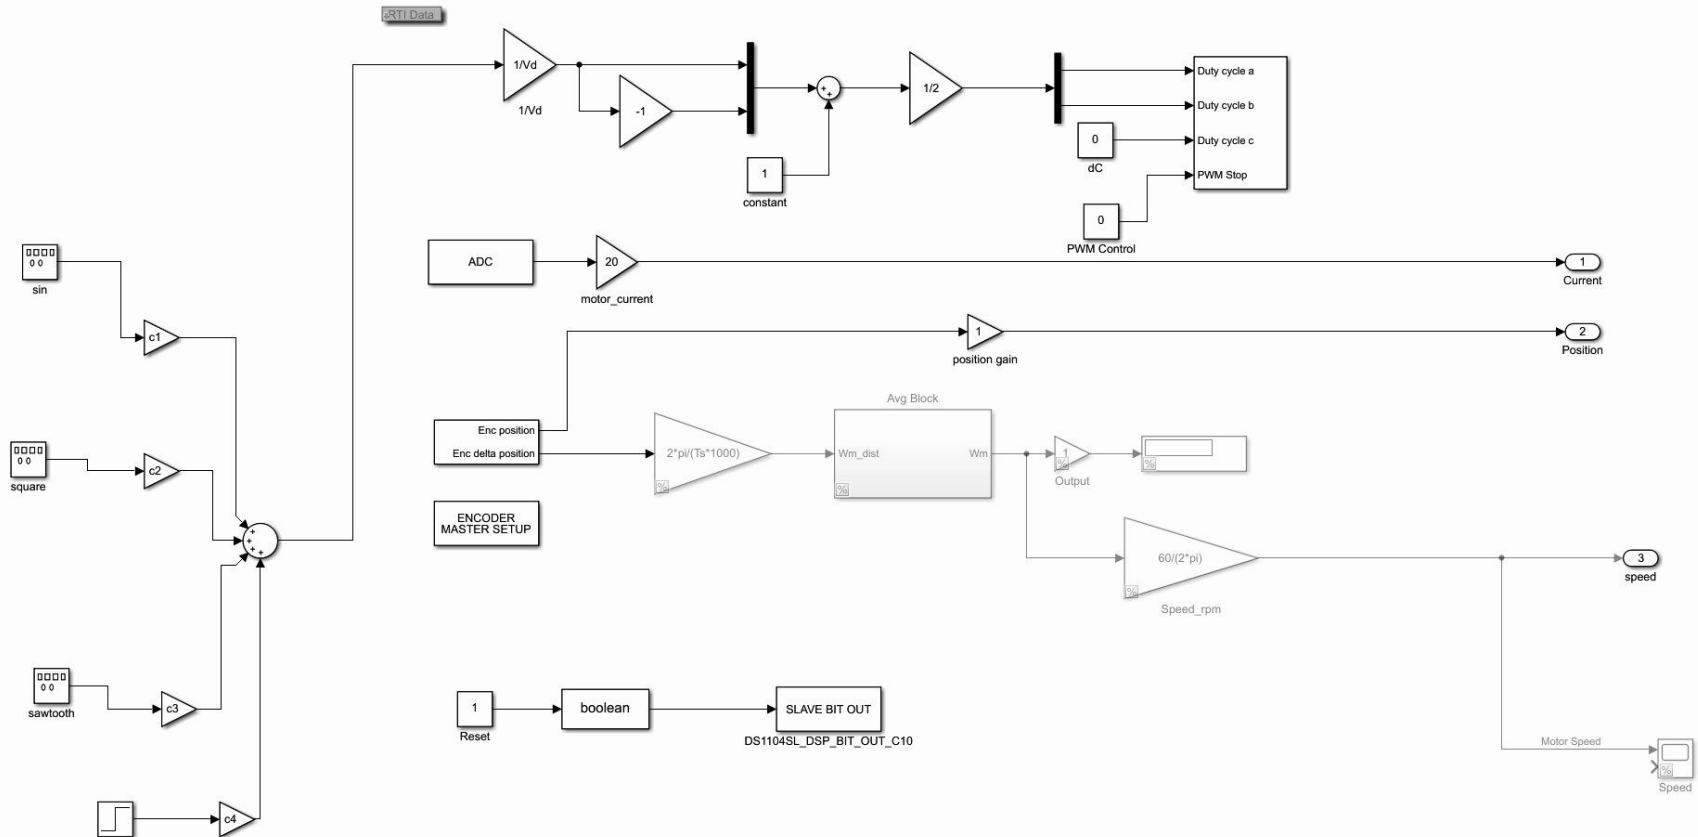 RTI Data
1/Vd
1/Vd
-1
+
+
1/2
1
constant
Duty cycle a
Duty cycle b
Duty cycle c
PWM Stop
0
dC
0
PWM Control
sin
c1
ADC
20
motor_current
1
Current
1
position gain
2
Position
square
c2
+
+
+
+
Enc position
Enc delta position
2*pi/(Ts*1000)
%
Avg Block
Wm_dist
Wm
%
1
%
Output
%
ENCODER
MASTER SETUP
60/(2*pi)
%
Speed_rpm
3
speed
sawtooth
c3
1
Reset
boolean
SLAVE BIT OUT
DS1104SL_DSP_BIT_OUT_C10
Motor Speed
%
Speed
c4